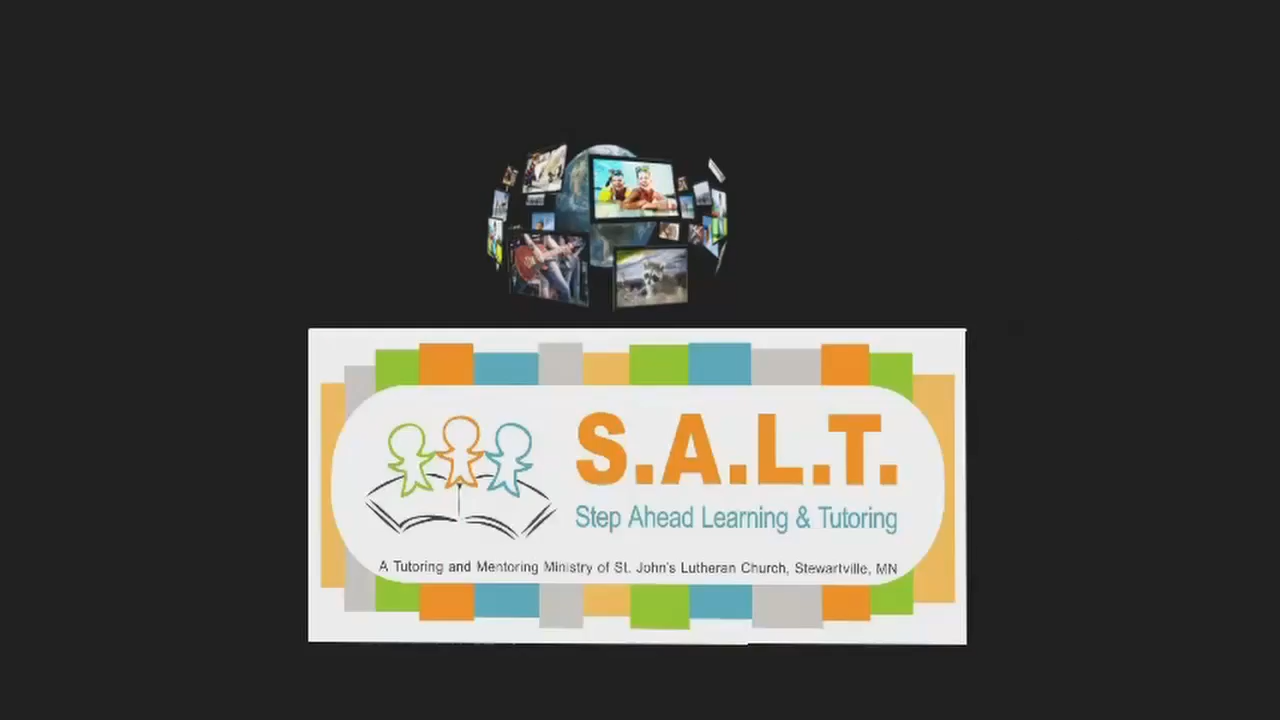 S.A.L.T.
Step Ahead Learning & Tutoring
A Tutoring and Mentoring Ministry of St. John's Lutheran Church, Stewartville, MN